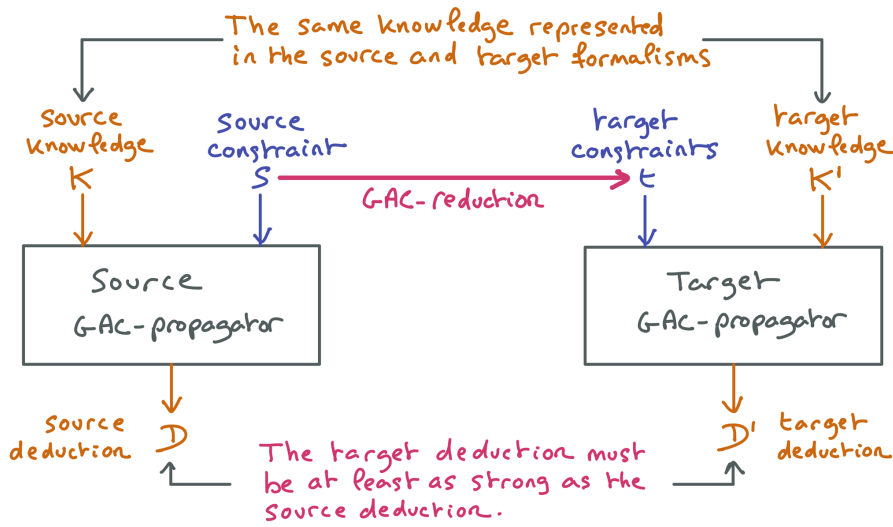 The same knowledge represented
in the source and target formalisms
source
knowledge
K
source
constraint
S
target
constraints
t
target
knowledge
K'
GAC-reduction
Source
GAC-propagator
Target
GAC-propagator
source
deduction
D
D'
target
deduction
The target deduction must
be at least as strong as the
source deduction.